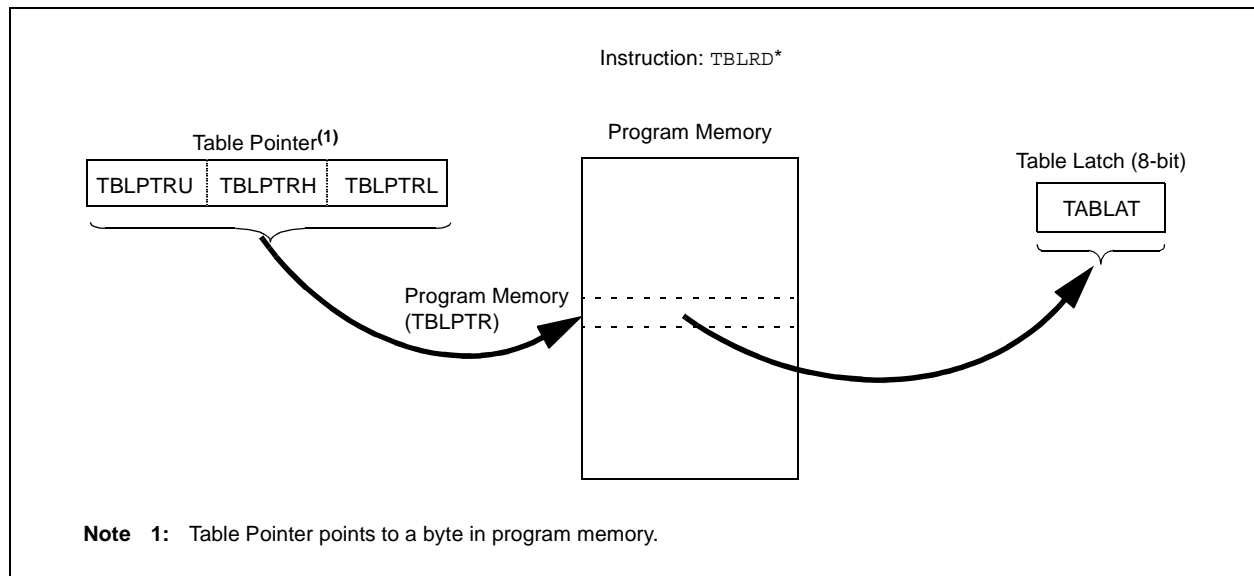 Instruction: TBLRD*
Table Pointer(1)
TBLPTRU TBLPTRH TBLPTRL
Program Memory
Table Latch (8-bit)
TABLAT
Program Memory
(TBLPTR)
Note 1: Table Pointer points to a byte in program memory.